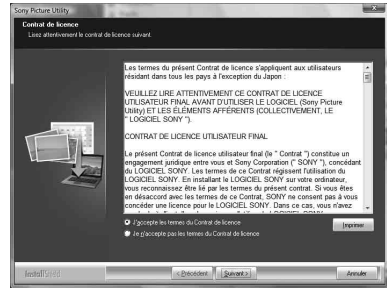 Sony Picture Utility
Contrat de licence
Lisez attentivement le contrat de licence suivant.
Les termes du présent Contrat de licence s'appliquent aux utilisateurs
résidant dans tous les pays à l'exception du Japon :
VEUILLEZ LIRE ATTENTIVEMENT CE CONTRAT DE LICENCE
UTILISATEUR FINAL AVANT D'UTILISER LE LOGICIEL (Sony Picture
Utility) ET LES ÉLÉMENTS AFFÉRENTS (COLLECTIVEMENT, LE
" LOGICIEL SONY ").
CONTRAT DE LICENCE UTILISATEUR FINAL
Le présent Contrat de licence utilisateur final (le " Contrat ") constitue un
engagement juridique entre vous et Sony Corporation (" SONY "), concédant
du LOGICIEL SONY. Les termes de ce Contrat régissent l'utilisation du
LOGICIEL SONY. En installant le LOGICIEL SONY sur votre ordinateur,
vous reconnaissez être lié par les termes du présent contrat. Si vous êtes
en désaccord avec les termes de ce Contrat, SONY ne consent pas à vous
concéder une licence pour le LOGICIEL SONY. Dans ce cas, vous n'avez
J'accepte les termes du Contrat de licence
Je n'accepte pas les termes du Contrat de licence
Imprimer
InstallShield
< Précédent
Suivant >
Annuler